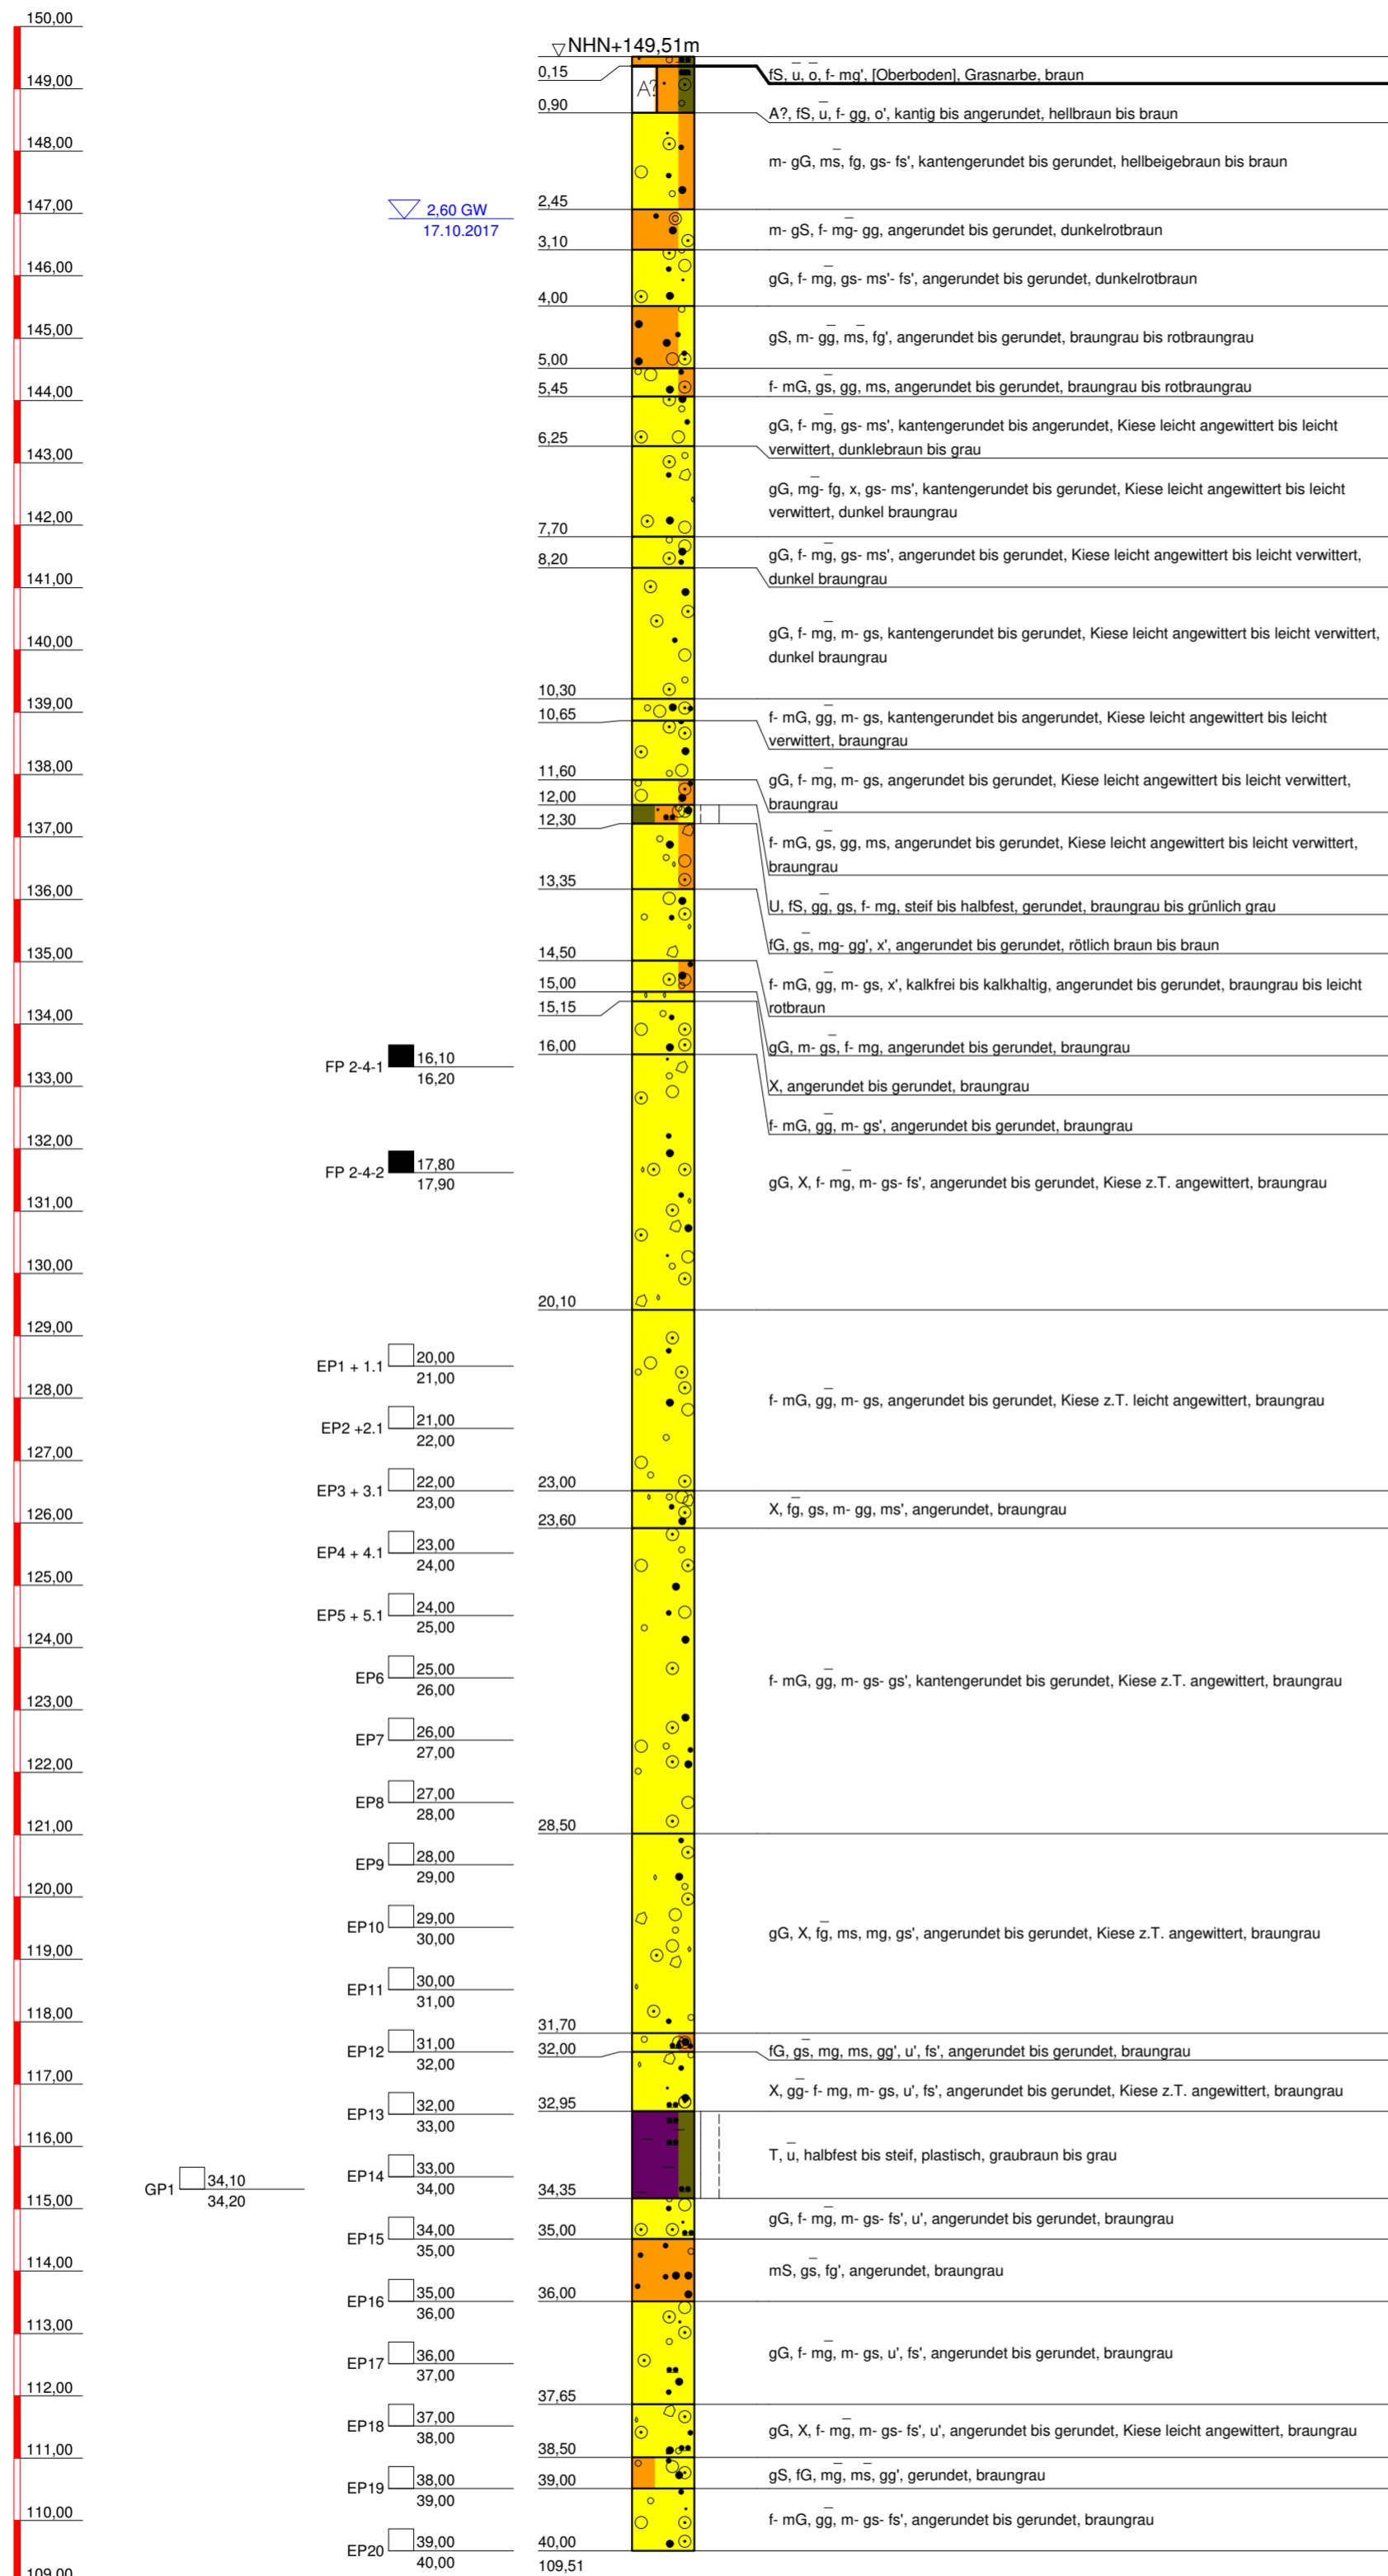 150,00
149,00
148,00
147,00
146,00
145,00
144,00
143,00
142,00
141,00
140,00
139,00
138,00
137,00
136,00
135,00
134,00
133,00
132,00
131,00
130,00
129,00
128,00
127,00
126,00
125,00
124,00
123,00
122,00
121,00
120,00
119,00
118,00
117,00
116,00
115,00
114,00
113,00
112,00
111,00
110,00
109,00
GP1 34,10
34,20
2,60 GW
17.10.2017
FP 2-4-1 16,10
16,20
FP 2-4-2 17,80
17,90
EP1 + 1.1 20,00
21,00
EP2 +2.1 21,00
22,00
EP3 + 3.1 22,00
23,00
EP4 + 4.1 23,00
24,00
EP5 + 5.1 24,00
25,00
EP6 25,00
26,00
EP7 26,00
27,00
EP8 27,00
28,00
EP9 28,00
29,00
EP10 29,00
30,00
EP11 30,00
31,00
EP12 31,00
32,00
EP13 32,00
33,00
EP14 33,00
34,00
EP15 34,00
35,00
EP16 35,00
36,00
EP17 36,00
37,00
EP18 37,00
38,00
EP19 38,00
39,00
EP20 39,00
40,00
NHN+149,51m
0,15
0,90
2,45
3,10
4,00
5,00
5,45
6,25
7,70
8,20
10,30
10,65
11,60
12,00
12,30
13,35
14,50
15,00
15,15
16,00
20,10
23,00
23,60
28,50
31,70
32,00
32,95
34,35
35,00
36,00
37,65
38,50
39,00
40,00
109,51
A?
fS, u̅, o̅, f- mg', [Oberboden], Grasnarbe, braun
A?, fS, u̅, f- gg, o', kantig bis angerundet, hellbraun bis braun
m- gG, ms̅, fg, gs- fs', kantengerundet bis gerundet, hellbeigebraun bis braun
m- gS, f- mg̅- gg, angerundet bis gerundet, dunkelrotbraun
gG, f- mg̅, gs- ms'- fs', angerundet bis gerundet, dunkelrotbraun
gS, m- gg̅, ms̅, fg', angerundet bis gerundet, braungrau bis rotbraungrau
f- mG, gs̅, gg, ms, angerundet bis gerundet, braungrau bis rotbraungrau
gG, f- mg̅, gs- ms', kantengerundet bis angerundet, Kiese leicht angewittert bis leicht
verwittert, dunklebraun bis grau
gG, mg̅- fg, x, gs- ms', kantengerundet bis gerundet, Kiese leicht angewittert bis leicht
verwittert, dunkel braungrau
gG, f- mg̅, gs- ms', angerundet bis gerundet, Kiese leicht angewittert bis leicht verwittert,
dunkel braungrau
gG, f- mg̅, m- gs, kantengerundet bis gerundet, Kiese leicht angewittert bis leicht verwittert,
dunkel braungrau
f- mG, gg̅, m- gs, kantengerundet bis angerundet, Kiese leicht angewittert bis leicht
verwittert, braungrau
gG, f- mg̅, m- gs, angerundet bis gerundet, Kiese leicht angewittert bis leicht verwittert,
braungrau
f- mG, gs̅, gg, ms, angerundet bis gerundet, Kiese leicht angewittert bis leicht verwittert,
braungrau
U, fS, gg̅, gs, f- mg, steif bis halbfest, gerundet, braungrau bis grünlich grau
fG, gs̅, mg- gg', x', angerundet bis gerundet, rötlich braun bis braun
f- mG, gg̅, m- gs, x', kalkfrei bis kalkhaltig, angerundet bis gerundet, braungrau bis leicht
rotbraun
gG, m- gs̅, f- mg, angerundet bis gerundet, braungrau
X, angerundet bis gerundet, braungrau
f- mG, gg̅, m- gs', angerundet bis gerundet, braungrau
gG, X, f- mg̅, m- gs- fs', angerundet bis gerundet, Kiese z.T. angewittert, braungrau
f- mG, gg̅, m- gs, angerundet bis gerundet, Kiese z.T. leicht angewittert, braungrau
X, fg̅, gs, m- gg, ms', angerundet, braungrau
f- mG, gg̅, m- gs- gs', kantengerundet bis gerundet, Kiese z.T. angewittert, braungrau
gG, X, fg̅, ms, mg, gs', angerundet bis gerundet, Kiese z.T. angewittert, braungrau
fG, gs̅, mg, ms, gg', u', fs', angerundet bis gerundet, braungrau
X, gg̅- f- mg, m- gs, u', fs', angerundet bis gerundet, Kiese z.T. angewittert, braungrau
T, u̅, halbfest bis steif, plastisch, graubraun bis grau
gG, f- mg̅, m- gs- fs', u', angerundet bis gerundet, braungrau
mS, gs̅, fg', angerundet, braungrau
gG, f- mg̅, m- gs, u', fs', angerundet bis gerundet, braungrau
gG, X, f- mg̅, m- gs- fs', u', angerundet bis gerundet, Kiese leicht angewittert, braungrau
gS, fG, mg̅, ms̅, gg', gerundet, braungrau
f- mG, gg̅, m- gs- fs', angerundet bis gerundet, braungrau